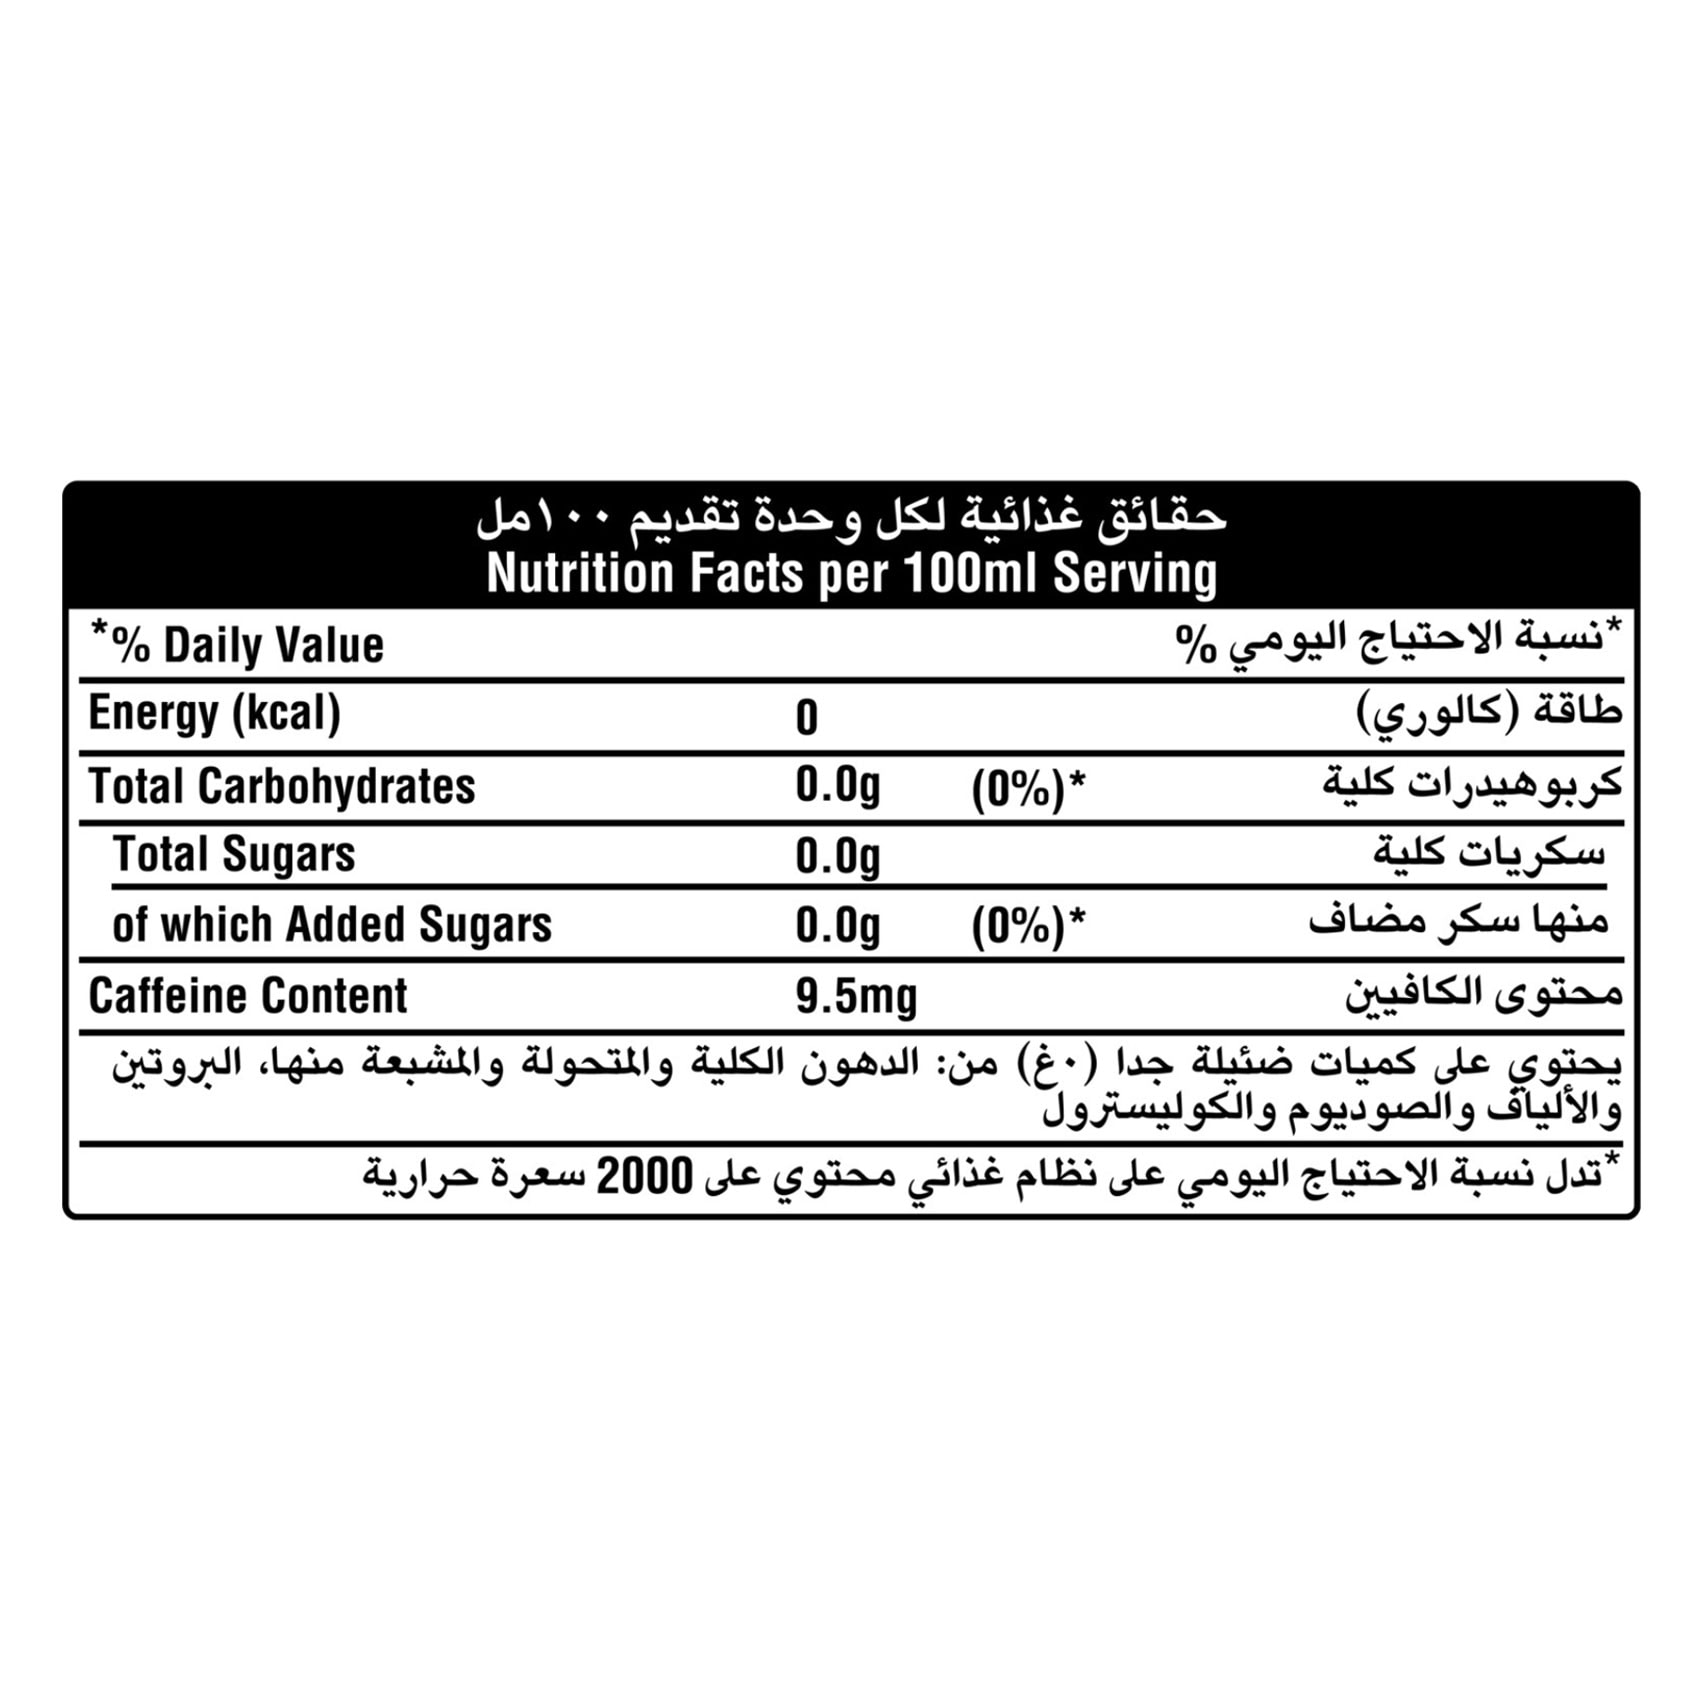 حقائق غذائية لكل وحدة تقديم ١٠٠مل
Nutrition Facts per 100ml Serving
*% Daily Value *نسبة الاحتياج اليومي %
Energy (kcal) 0 طاقة (كالوري)
Total Carbohydrates 0.0g (0%)* كربوهيدرات كلية
Total Sugars 0.0g سكريات كلية
of which Added Sugars 0.0g (0%)* منها سكر مضاف
Caffeine Content 9.5mg محتوى الكافيين
يحتوي على كميات ضئيلة جدا (٠غ) من: الدهون الكلية والمتحولة والمشبعة منها، البروتين
والألياف والصوديوم والكوليسترول
*تدل نسبة الاحتياج اليومي على نظام غذائي محتوي على 2000 سعرة حرارية